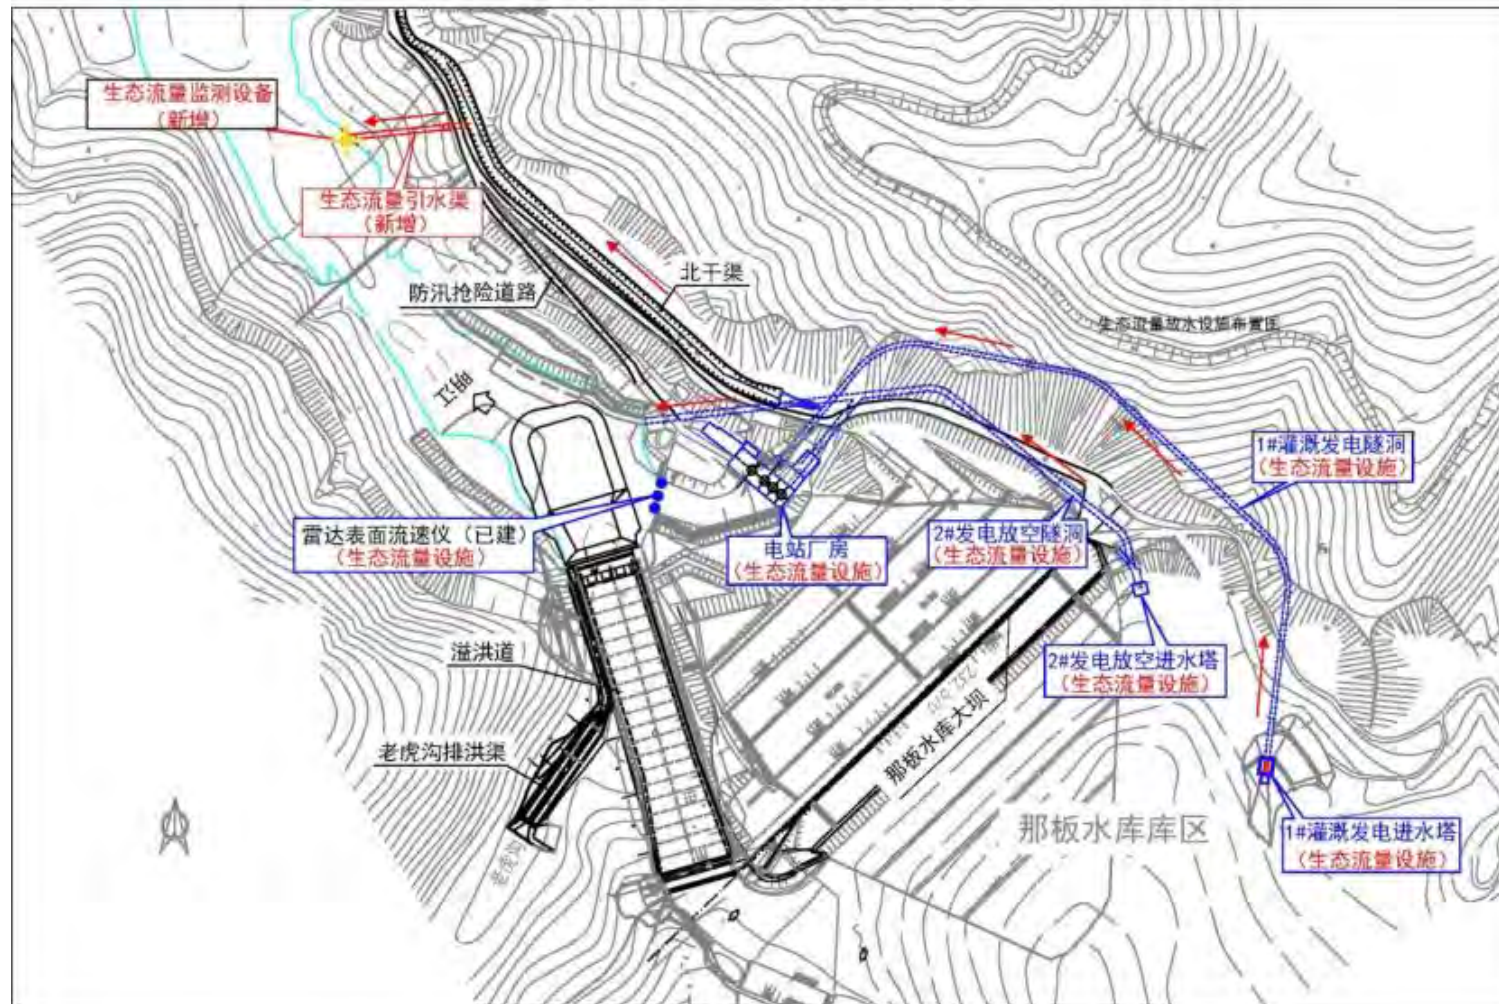 生态流量监测设备
（新增）
生态流量引水渠
（新增）
北干渠
防汛抢险道路
生态流量放水设施布置图
明江
1#灌溉发电隧洞
（生态流量设施）
雷达表面流速仪（已建）
（生态流量设施）
电站厂房
（生态流量设施）
2#发电放空隧洞
（生态流量设施）
溢洪道
2#发电放空进水塔
（生态流量设施）
那板水库大坝
老虎沟排洪渠
那板水库库区
1#灌溉发电进水塔
（生态流量设施）
老虎沟